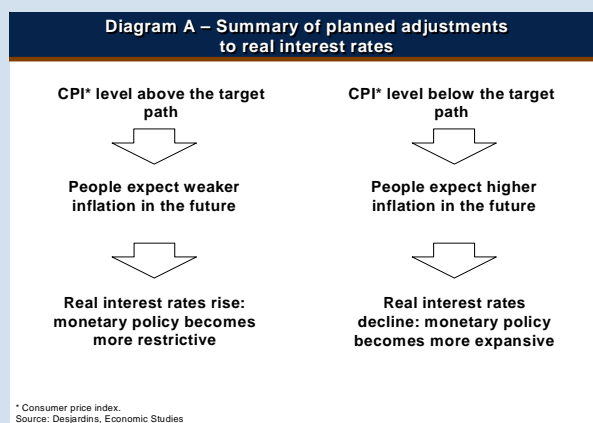 Diagram A – Summary of planned adjustments
to real interest rates
CPI* level above the target
path
People expect weaker
inflation in the future
Real interest rates rise:
monetary policy becomes
more restrictive
CPI* level below the target
path
People expect higher
inflation in the future
Real interest rates
decline: monetary policy
becomes more expansive
* Consumer price index.
Source: Desjardins, Economic Studies